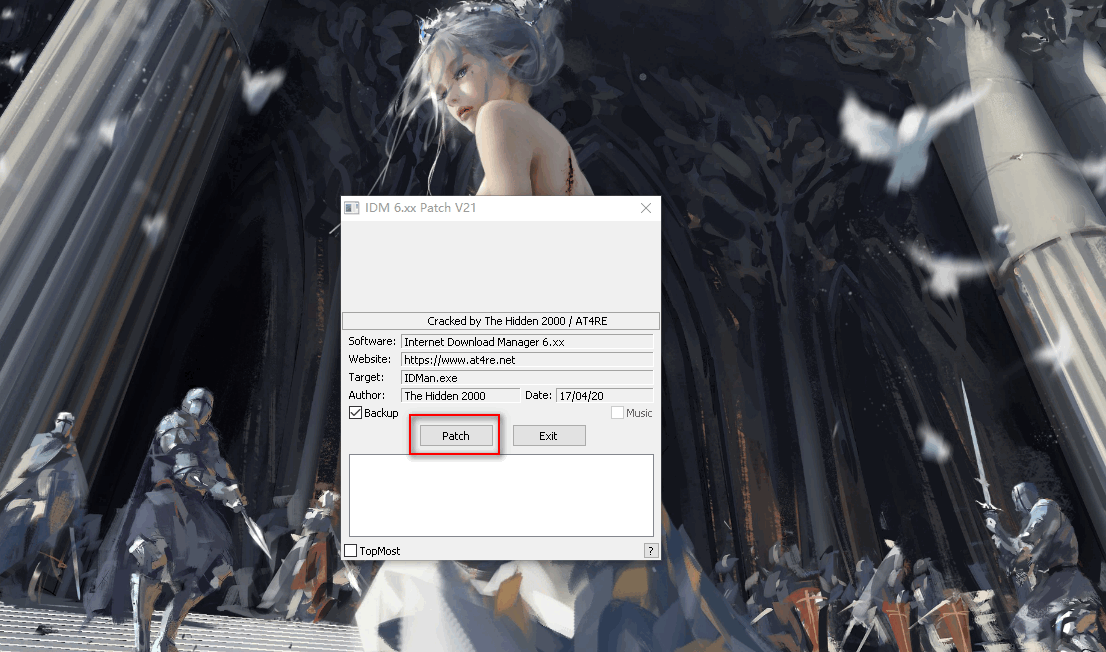 IDM 6.xx Patch V21
Cracked by The Hidden 2000 / AT4RE
Software: Internet Download Manager 6.xx
Website: https://www.at4re.net
Target: IDMan.exe
Author: The Hidden 2000 Date: 17/04/20
Backup Music
Patch Exit
TopMost ?